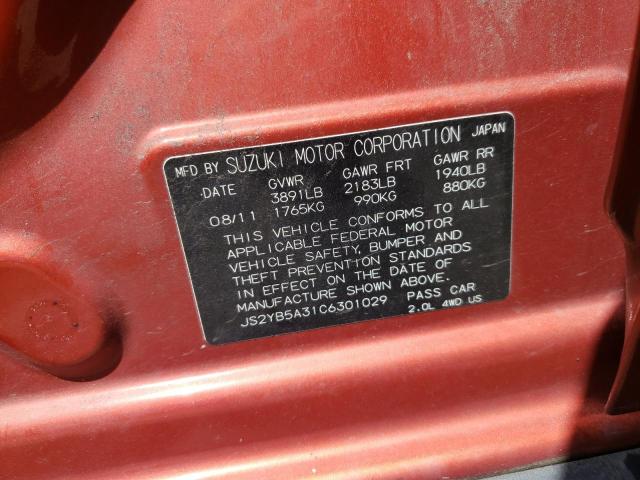 MFD BY SUZUKI MOTOR CORPORATION JAPAN
DATE GVWR GAWR FRT GAWR RR
3891LB 2183LB 1940LB
08/11 1765KG 990KG 880KG
THIS VEHICLE CONFORMS TO ALL
APPLICABLE FEDERAL MOTOR
VEHICLE SAFETY, BUMPER AND
THEFT PREVENTION STANDARDS
IN EFFECT ON THE DATE OF
MANUFACTURE SHOWN ABOVE.
JS2YB5A31C6301029 PASS CAR
2.0L 4WD US